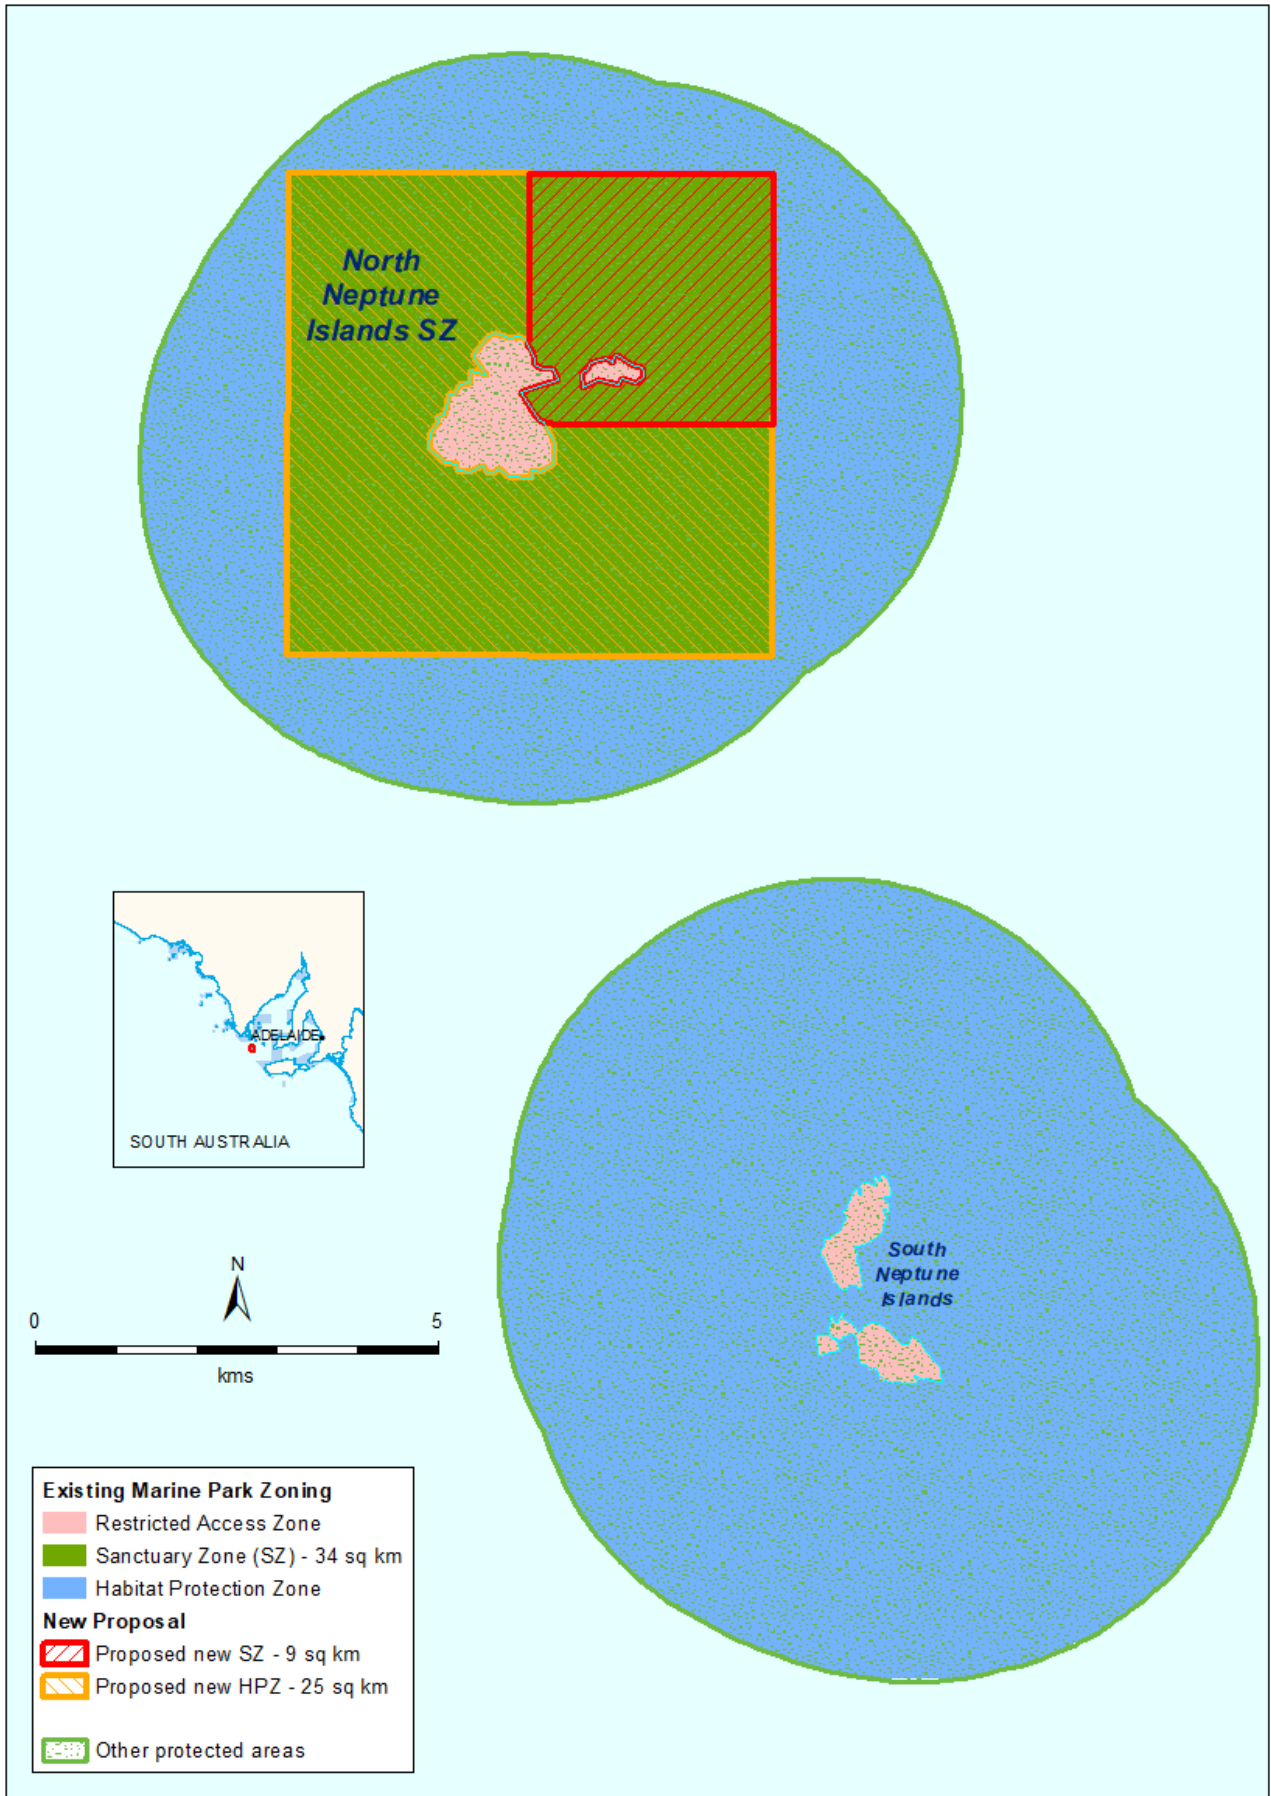 North
Neptune
Islands SZ
ADELAIDE
SOUTH AUSTRALIA
N
0 5
kms
South
Neptune
Islands
Existing Marine Park Zoning
Restricted Access Zone
Sanctuary Zone (SZ) - 34 sq km
Habitat Protection Zone
New Proposal
Proposed new SZ - 9 sq km
Proposed new HPZ - 25 sq km
Other protected areas